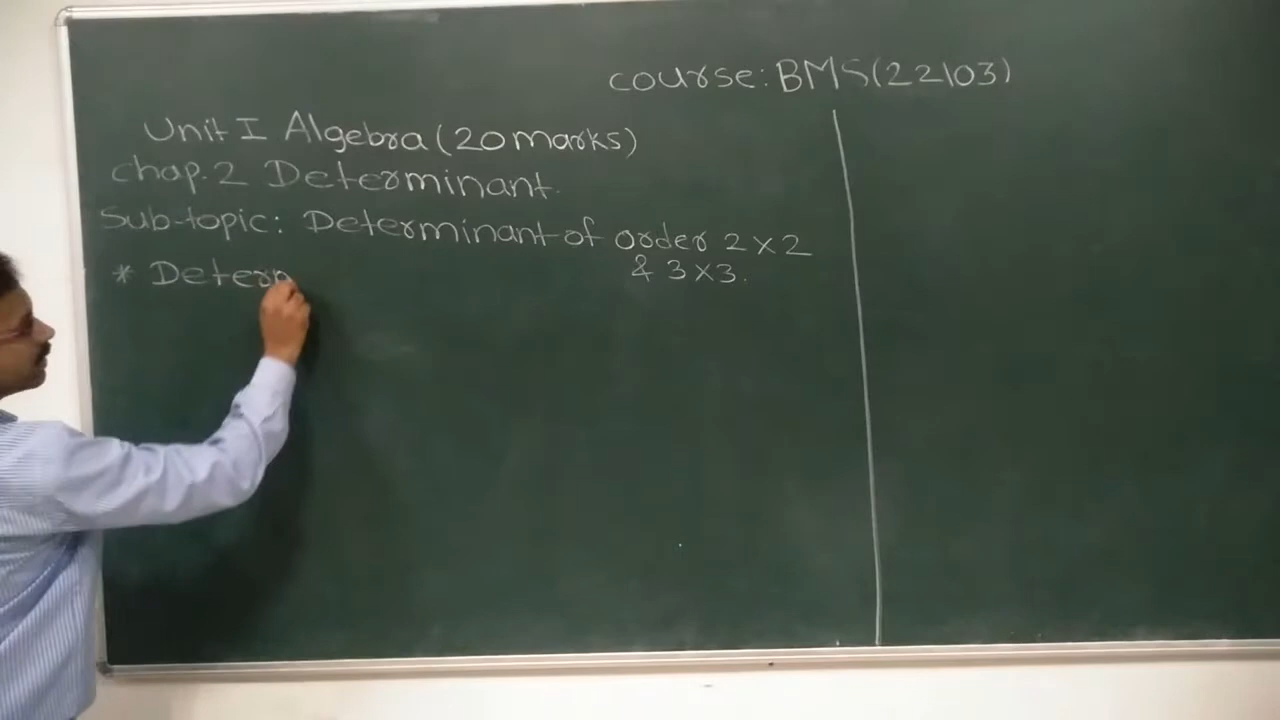 course: BMS(22103)
Unit I Algebra (20 marks)
chap. 2 Determinant.
Sub-topic: Determinant of order 2 × 2
& 3 × 3.
* Determ